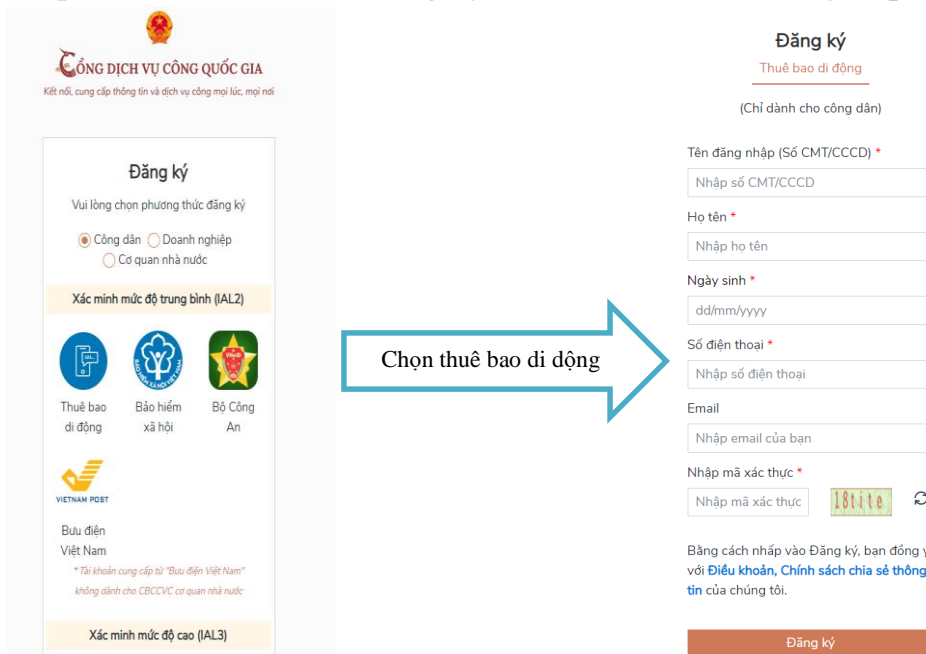 CỔNG DỊCH VỤ CÔNG QUỐC GIA
Kết nối, cung cấp thông tin và dịch vụ công mọi lúc, mọi nơi
Đăng ký
Vui lòng chọn phương thức đăng ký
Công dân Doanh nghiệp
Cơ quan nhà nước
Xác minh mức độ trung bình (IAL2)
BẢO HIỂM XÃ HỘI VIỆT NAM
VNeID
Thuê bao
di động
Bảo hiểm
xã hội
Bộ Công
An
VIETNAM POST
Bưu điện
Việt Nam
* Tài khoản cung cấp từ "Bưu điện Việt Nam"
không dành cho CBCCVC cơ quan nhà nước
Xác minh mức độ cao (IAL3)
Chọn thuê bao di dộng
Đăng ký
Thuê bao di động
(Chỉ dành cho công dân)
Tên đăng nhập (Số CMT/CCCD) *
Nhập số CMT/CCCD
Họ tên *
Nhập họ tên
Ngày sinh *
dd/mm/yyyy
Số điện thoại *
Nhập số điện thoại
Email
Nhập email của bạn
Nhập mã xác thực *
Nhập mã xác thực
18tite
Bằng cách nhấp vào Đăng ký, bạn đồng ý
với Điều khoản, Chính sách chia sẻ thông
tin của chúng tôi.
Đăng ký